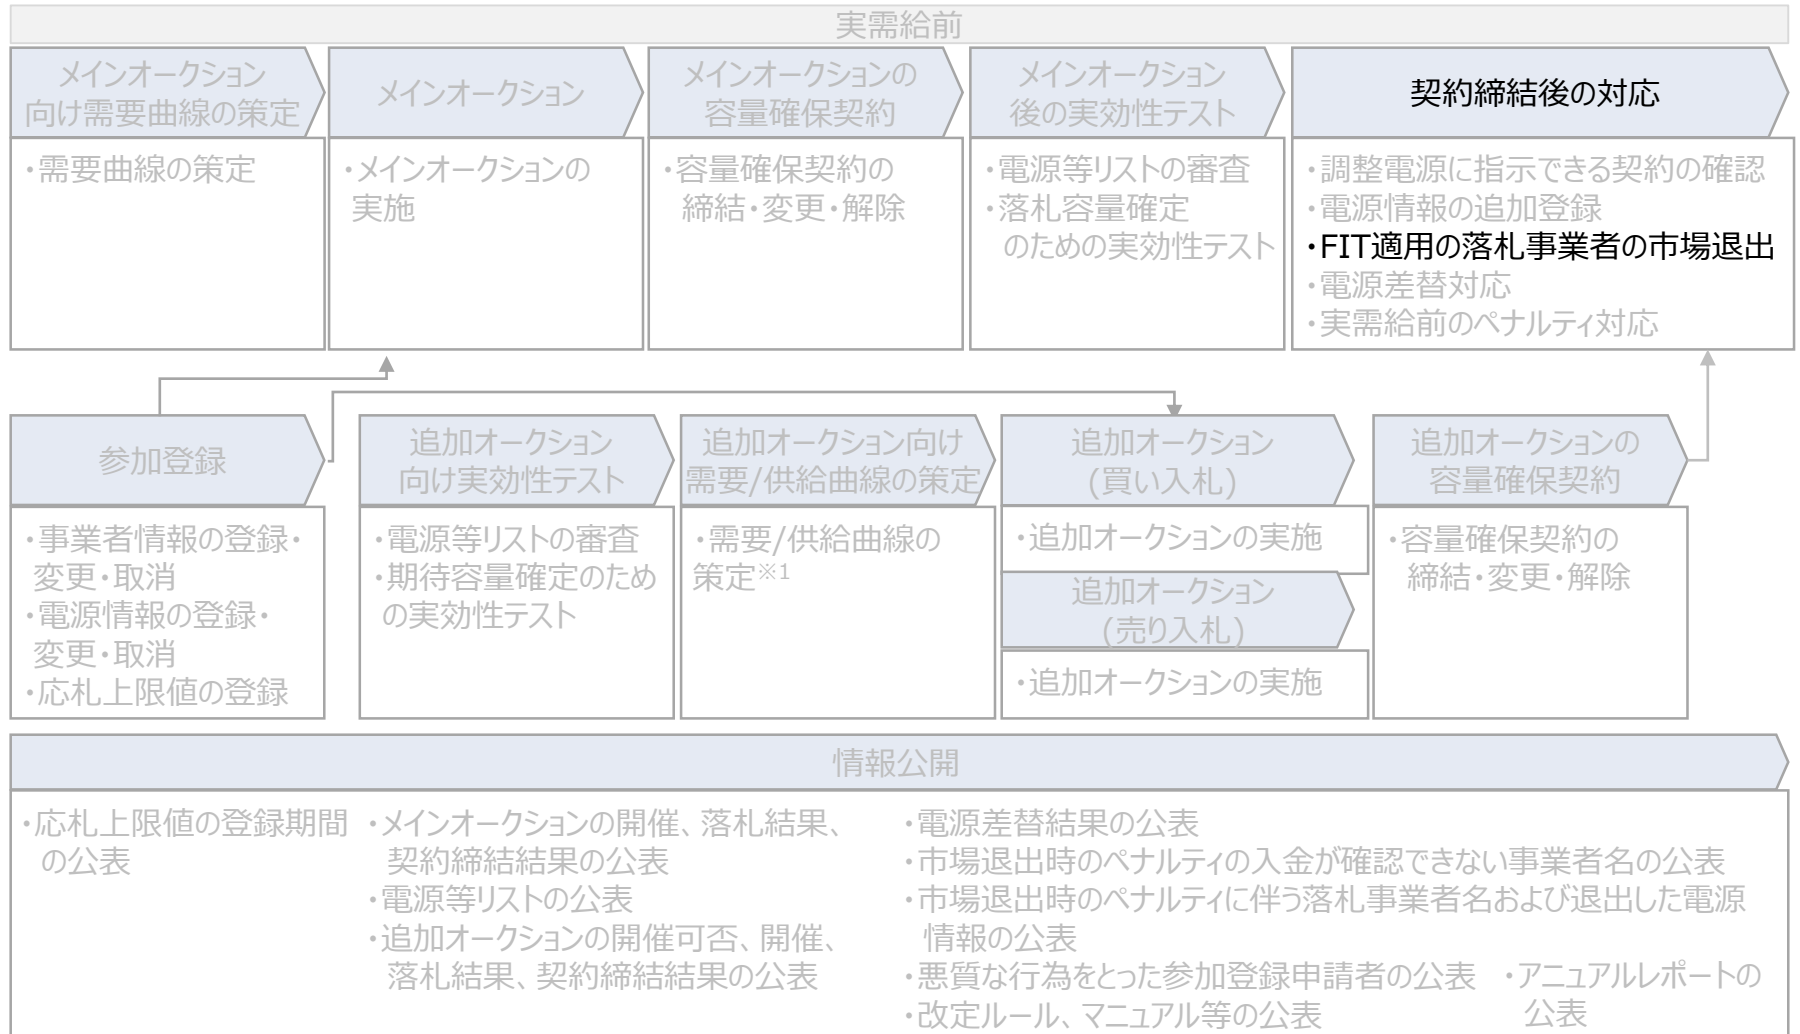 実需給前
メインオークション
向け需要曲線の策定
メインオークション
メインオークションの
容量確保契約
メインオークション
後の実効性テスト
契約締結後の対応
・需要曲線の策定
・メインオークションの
実施
・容量確保契約の
締結・変更・解除
・電源等リストの審査
・落札容量確定
のための実効性テスト
・調整電源に指示できる契約の確認
・電源情報の追加登録
・FIT適用の落札事業者の市場退出
・電源差替対応
・実需給前のペナルティ対応
参加登録
追加オークション
向け実効性テスト
追加オークション向け
需要/供給曲線の策定
追加オークション
(買い入札)
追加オークションの
容量確保契約
・事業者情報の登録・
変更・取消
・電源情報の登録・
変更・取消
・応札上限値の登録
・電源等リストの審査
・期待容量確定のため
の実効性テスト
・需要/供給曲線の
策定※1
・追加オークションの実施
追加オークション
(売り入札)
・追加オークションの実施
・容量確保契約の
締結・変更・解除
情報公開
・応札上限値の登録期間
の公表
・メインオークションの開催、落札結果、
契約締結結果の公表
・電源等リストの公表
・追加オークションの開催可否、開催、
落札結果、契約締結結果の公表
・電源差替結果の公表
・市場退出時のペナルティの入金が確認できない事業者名の公表
・市場退出時のペナルティに伴う落札事業者名および退出した電源
情報の公表
・悪質な行為をとった参加登録申請者の公表
・改定ルール、マニュアル等の公表
・アニュアルレポートの
公表